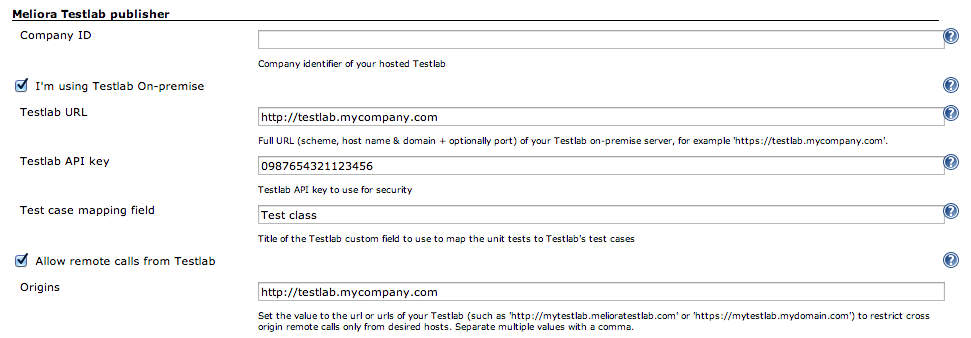 Meliora Testlab publisher
Company ID
Company identifier of your hosted Testlab
I'm using Testlab On-premise
Testlab URL
http://testlab.mycompany.com
Full URL (scheme, host name & domain + optionally port) of your Testlab on-premise server, for example 'https://testlab.mycompany.com'.
Testlab API key
0987654321123456
Testlab API key to use for security
Test case mapping field
Test class
Title of the Testlab custom field to use to map the unit tests to Testlab's test cases
Allow remote calls from Testlab
Origins
http://testlab.mycompany.com
Set the value to the url or urls of your Testlab (such as 'http://mytestlab.melioratestlab.com' or 'https://mytestlab.mydomain.com') to restrict cross
origin remote calls only from desired hosts. Separate multiple values with a comma.